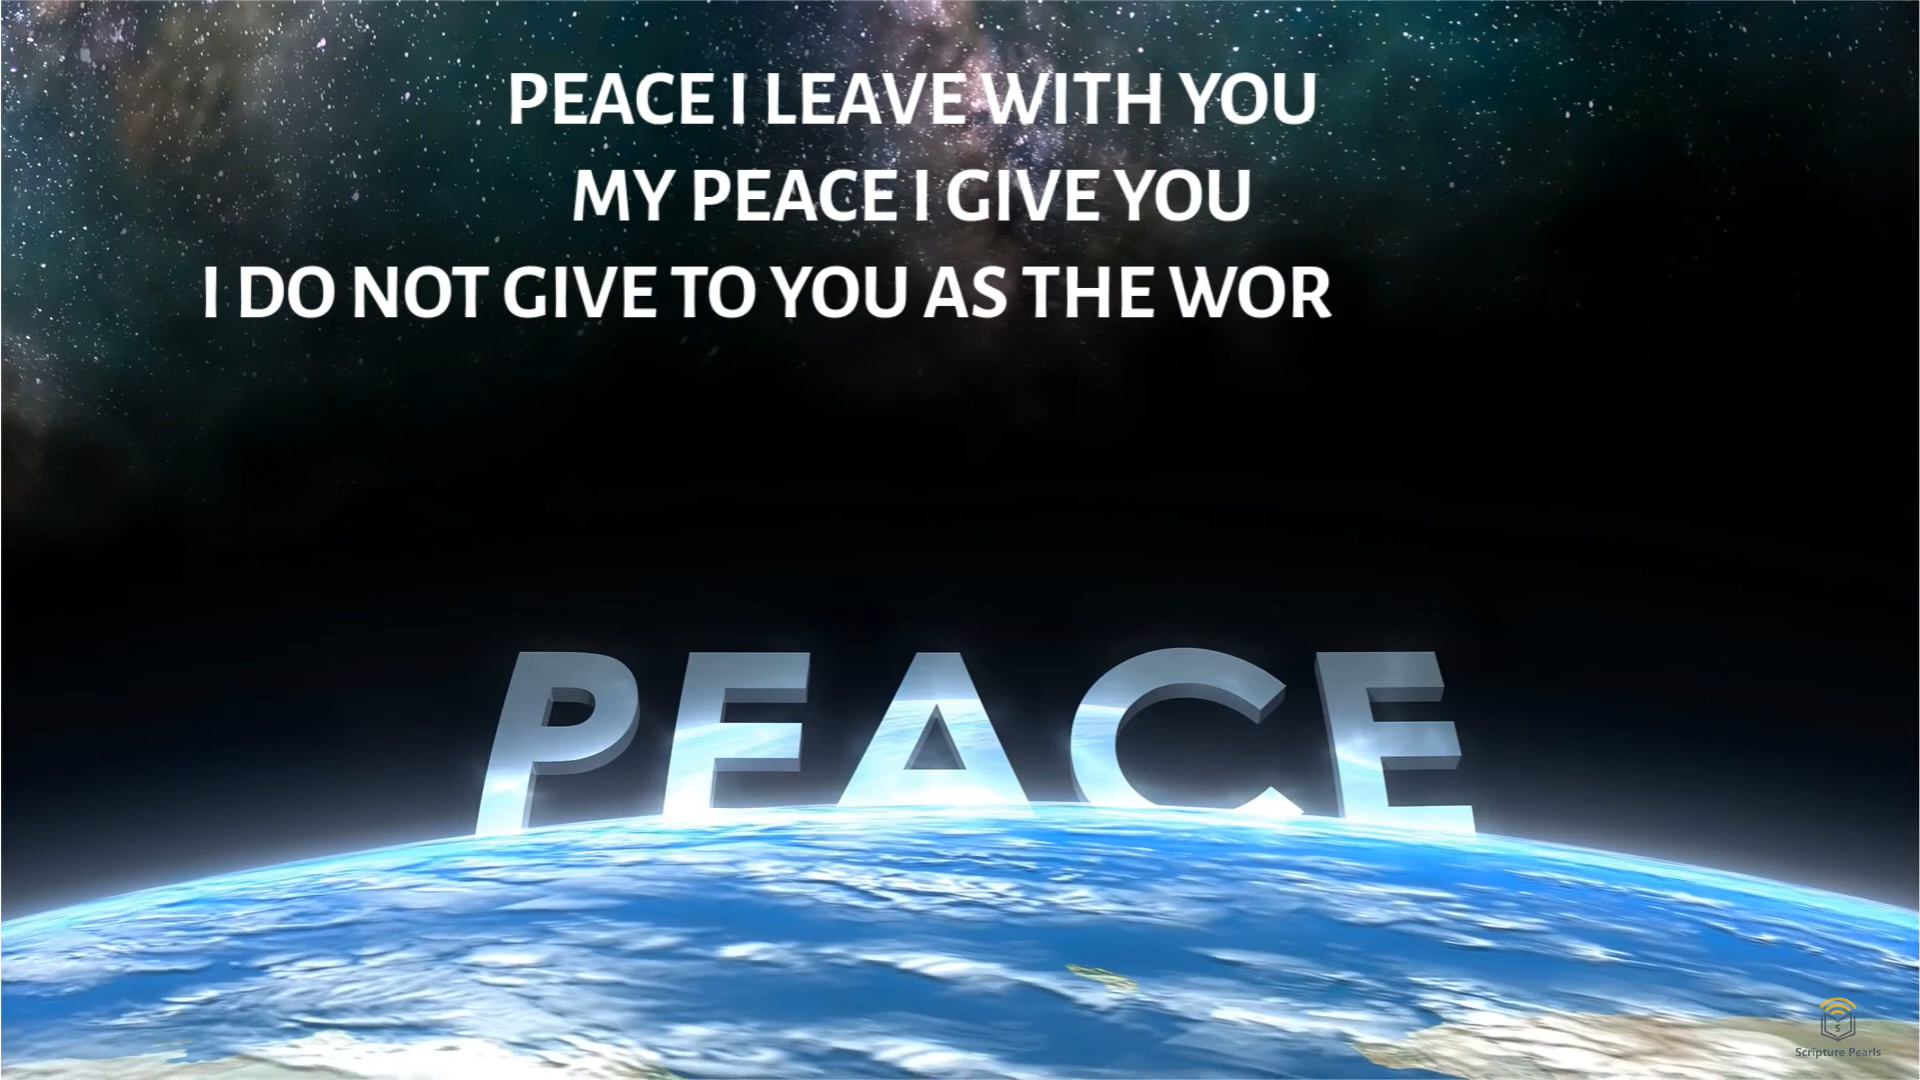 PEACE I LEAVE WITH YOU
MY PEACE I GIVE YOU
I DO NOT GIVE TO YOU AS THE WOR
PEACE
S
Scripture Pearls